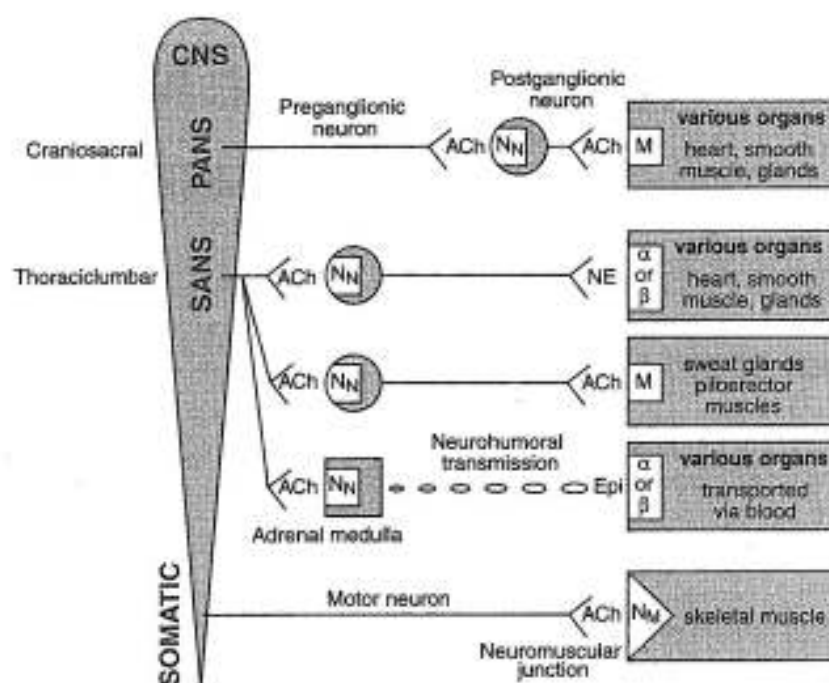 CNS
Postganglionic
neuron
Preganglionic
neuron
Craniosacral
PANS
ACh
NN
ACh
M
various organs
heart, smooth
muscle, glands
Thoraciclumbar
SANS
ACh
NN
NE
α
or
β
various organs
heart, smooth
muscle, glands
ACh
NN
ACh
M
sweat glands
piloerector
muscles
Neurohumoral
transmission
ACh
NN
Epi
α
or
β
various organs
transported
via blood
Adrenal medulla
SOMATIC
Motor neuron
ACh
NM
skeletal muscle
Neuromuscular
junction